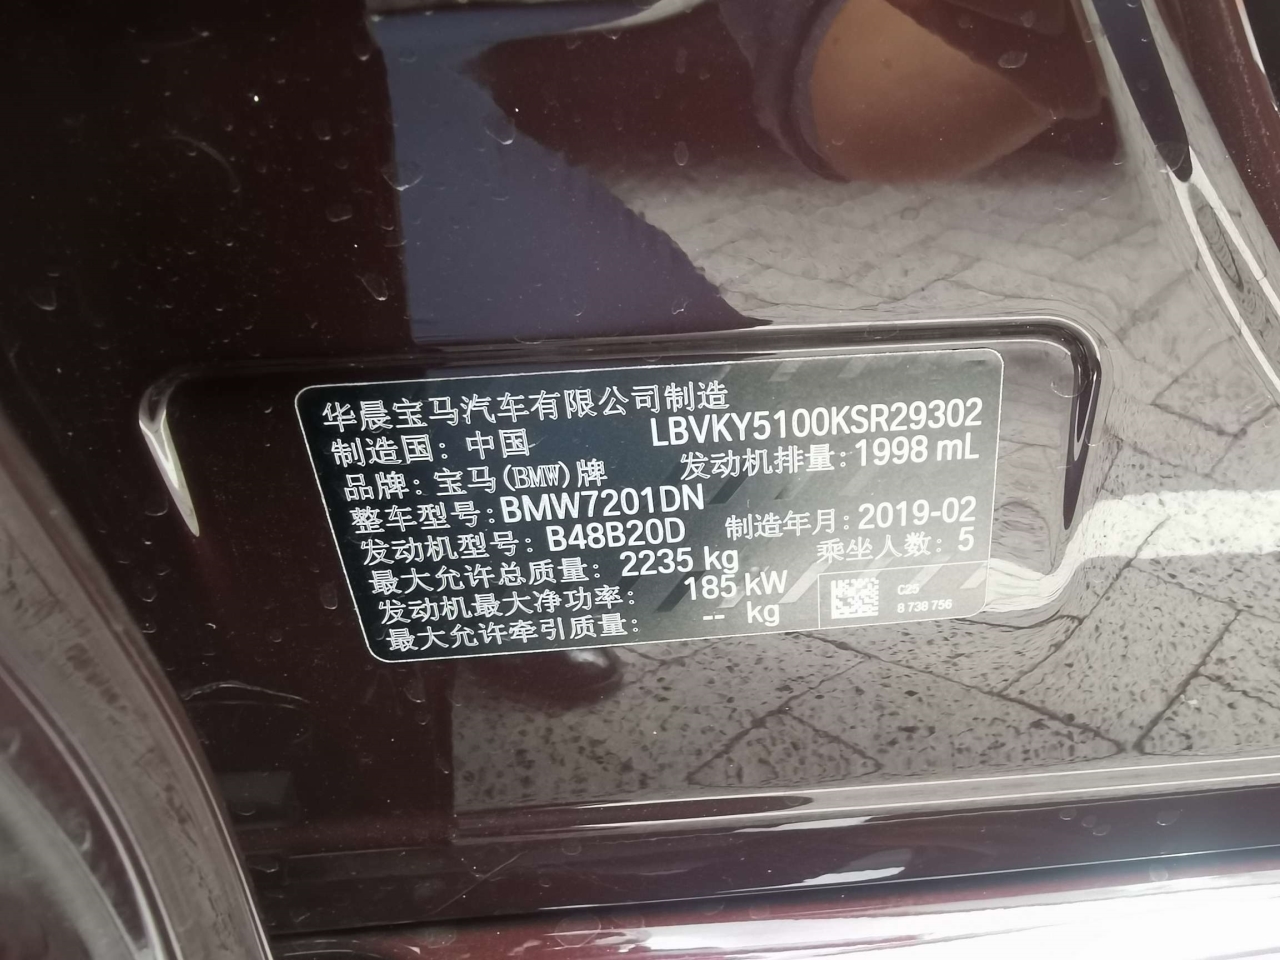 华晨宝马汽车有限公司制造
制造国：中国 LBVKY5100KSR29302
品牌：宝马(BMW)牌 发动机排量：1998 mL
整车型号：BMW7201DN
发动机型号：B48B20D 制造年月：2019-02
最大允许总质量：2235 kg 乘坐人数：5
发动机最大净功率：185 kW
最大允许牵引质量：-- kg
C25
8 738 756